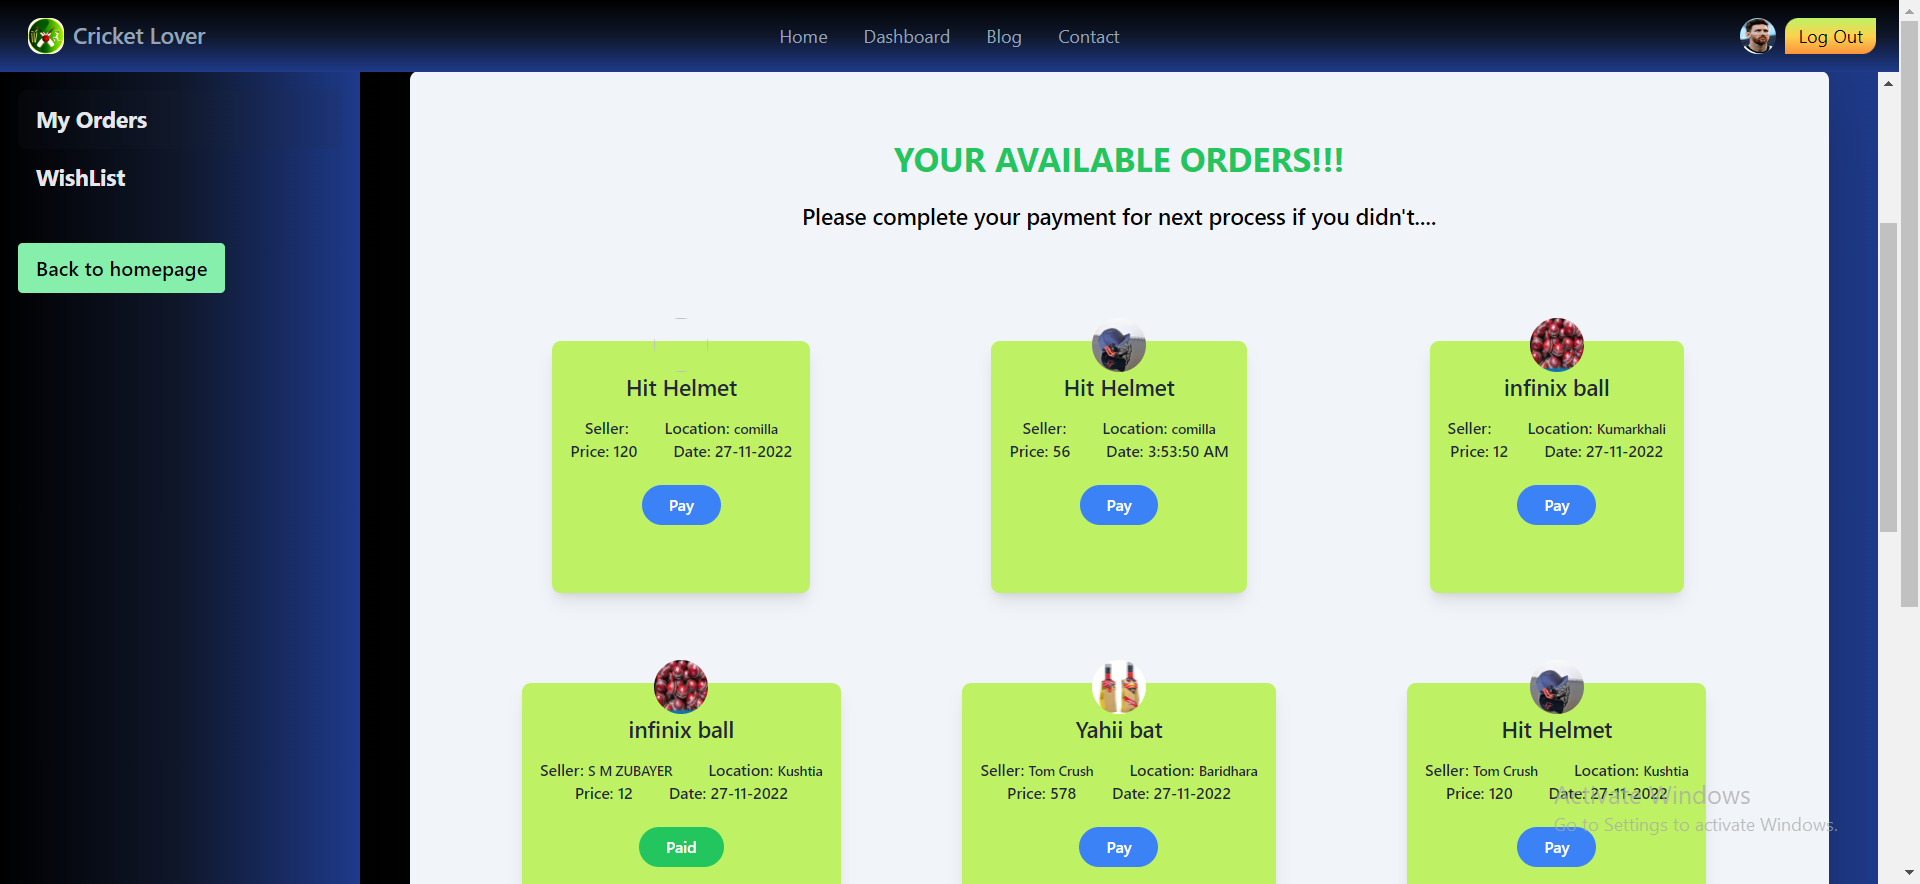 Cricket Lover
Home Dashboard Blog Contact
Log Out
My Orders
WishList
Back to homepage
YOUR AVAILABLE ORDERS!!!
Please complete your payment for next process if you didn't....
Hit Helmet
Seller: Location: comilla
Price: 120 Date: 27-11-2022
Pay
Hit Helmet
Seller: Location: comilla
Price: 56 Date: 3:53:50 AM
Pay
infinix ball
Seller: Location: Kumarkhali
Price: 12 Date: 27-11-2022
Pay
infinix ball
Seller: S M ZUBAYER Location: Kushtia
Price: 12 Date: 27-11-2022
Paid
Yahii bat
Seller: Tom Crush Location: Baridhara
Price: 578 Date: 27-11-2022
Pay
Hit Helmet
Seller: Tom Crush Location: Kushtia
Price: 120 Date: 27-11-2022
Pay
Activate Windows
Go to Settings to activate Windows.